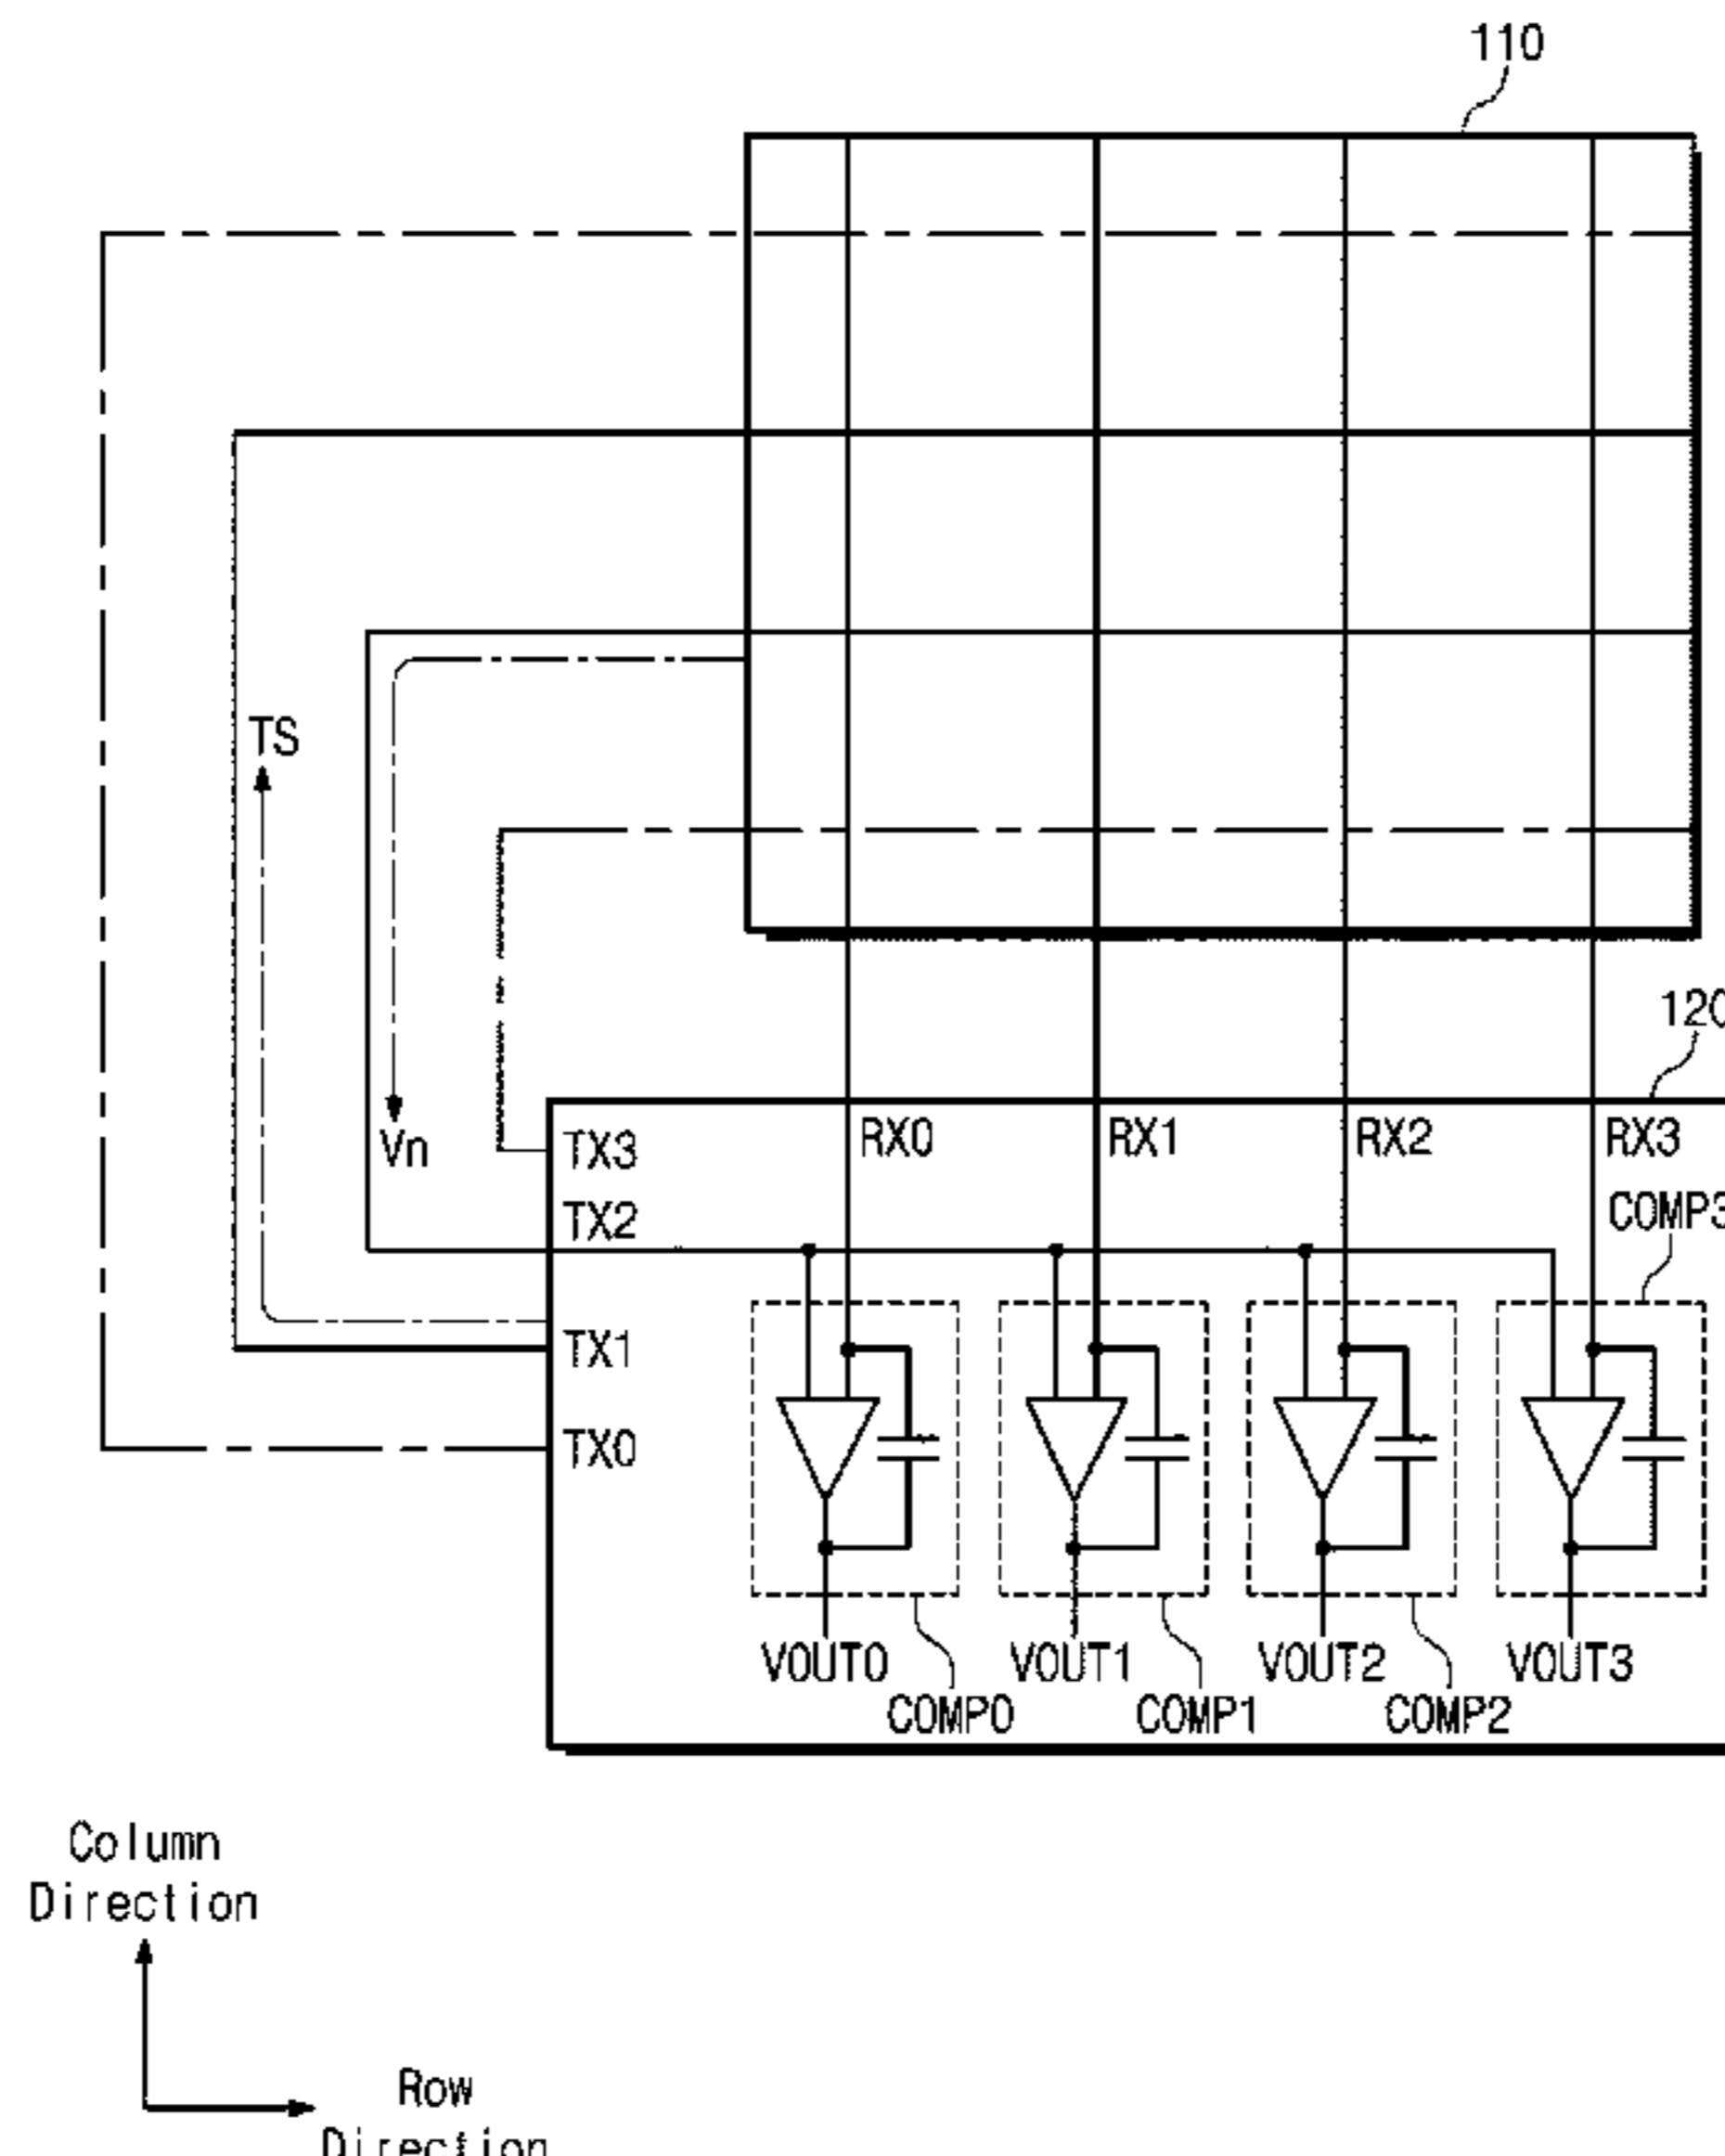 110
TS
120
Vn
TX3
RX0
RX1
RX2
RX3
TX2
COMP3
TX1
TX0
VOUT0
VOUT1
VOUT2
VOUT3
COMP0
COMP1
COMP2
Column
Direction
Row
Direction